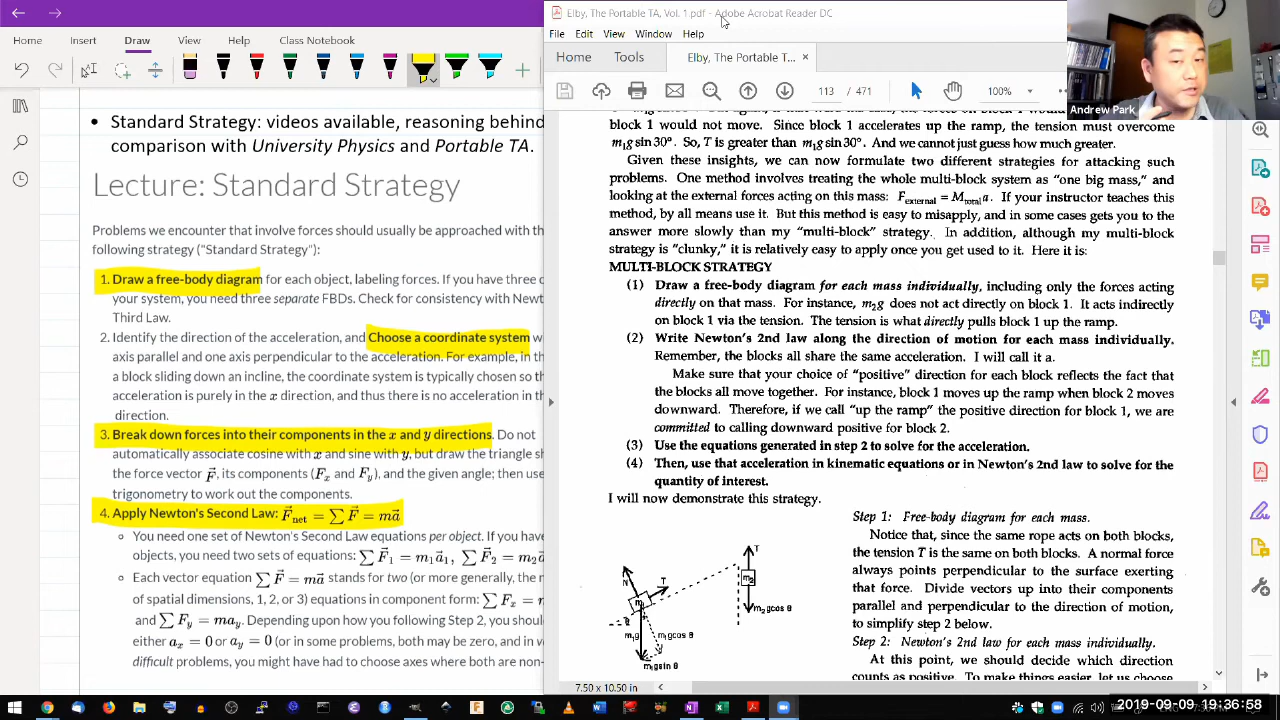 Home
Insert
Draw
View
Help
Class Notebooks
• Standard Strategy: videos available, reasoning behind
comparison with University Physics and Portable TA.
Lecture: Standard Strategy
Problems we encounter that involve forces should usually be approached with the
following strategy ("Standard Strategy"):
1. Draw a free-body diagram for each object, labeling forces. If you have three o
your system, you need three separate FBDs. Check for consistency with Newt
Third Law.
2. Identify the direction of the acceleration, and Choose a coordinate system w
axis parallel and one axis perpendicular to the acceleration. For example, in th
a block sliding down an incline, the coordinate system is typically chosen so th
acceleration is purely in the x direction, and thus there is no acceleration in th
direction.
3. Break down forces into their components in the x and y directions. Do not
automatically associate cosine with x and sine with y, but draw the triangle sh
the force vector F⃗, its components (Fx and Fy), and the given angle; then use
trigonometry to work out the components.
4. Apply Newton's Second Law: F⃗net = ∑ F⃗ = ma⃗
○ You need one set of Newton's Second Law equations per object. If you have
objects, you need two sets of equations: ∑ F⃗1 = m1a⃗1, ∑ F⃗2 = m2a⃗
○ Each vector equation ∑ F⃗ = ma⃗ stands for two (or more generally, the n
of spatial dimensions, 1, 2, or 3) equations in component form: ∑ Fx = m
and ∑ Fy = may. Depending upon how you following Step 2, you shoul
either ax = 0 or ay = 0 (or in some problems, both may be zero, and in v
difficult problems, you might have had to choose axes where both are non-
Elby, The Portable TA, Vol. 1.pdf - Adobe Acrobat Reader DC
File Edit View Window Help
Home Tools Elby, The Portable T... ×
113 / 471 100%
block 1 would not move. Since block 1 accelerates up the ramp, the tension must overcome
m1g sin 30°. So, T is greater than m1g sin 30°. And we cannot just guess how much greater.
Given these insights, we can now formulate two different strategies for attacking such
problems. One method involves treating the whole multi-block system as "one big mass," and
looking at the external forces acting on this mass: Fexternal = Mtotal a. If your instructor teaches this
method, by all means use it. But this method is easy to misapply, and in some cases gets you to the
answer more slowly than my "multi-block" strategy. In addition, although my multi-block
strategy is "clunky," it is relatively easy to apply once you get used to it. Here it is:
MULTI-BLOCK STRATEGY
(1) Draw a free-body diagram for each mass individually, including only the forces acting
directly on that mass. For instance, m2g does not act directly on block 1. It acts indirectly
on block 1 via the tension. The tension is what directly pulls block 1 up the ramp.
(2) Write Newton's 2nd law along the direction of motion for each mass individually.
Remember, the blocks all share the same acceleration. I will call it a.
Make sure that your choice of "positive" direction for each block reflects the fact that
the blocks all move together. For instance, block 1 moves up the ramp when block 2 moves
downward. Therefore, if we call "up the ramp" the positive direction for block 1, we are
committed to calling downward positive for block 2.
(3) Use the equations generated in step 2 to solve for the acceleration.
(4) Then, use that acceleration in kinematic equations or in Newton's 2nd law to solve for the
quantity of interest.
I will now demonstrate this strategy.
Step 1: Free-body diagram for each mass.
Notice that, since the same rope acts on both blocks,
the tension T is the same on both blocks. A normal force
always points perpendicular to the surface exerting
that force. Divide vectors up into their components
parallel and perpendicular to the direction of motion,
to simplify step 2 below.
Step 2: Newton's 2nd law for each mass individually.
At this point, we should decide which direction
counts as positive. To make things easier, let us choose
N
T
T
m2
m2gcos θ
θ
m1g
m1gcos θ
m1gsin θ
7.50 x 10.50 in
Andrew Park
2019-09-09 19:36:58